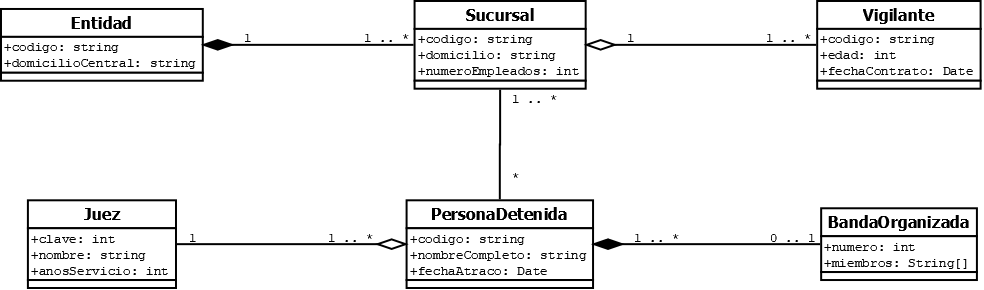 Entidad
+codigo: string
+domicilioCentral: string
1
1 .. *
Sucursal
+codigo: string
+domicilio: string
+numeroEmpleados: int
1
1 .. *
Vigilante
+codigo: string
+edad: int
+fechaContrato: Date
1 .. *
*
Juez
+clave: int
+nombre: string
+anosServicio: int
1
1 .. *
PersonaDetenida
+codigo: string
+nombreCompleto: string
+fechaAtraco: Date
1 .. *
0 .. 1
BandaOrganizada
+numero: int
+miembros: String[]